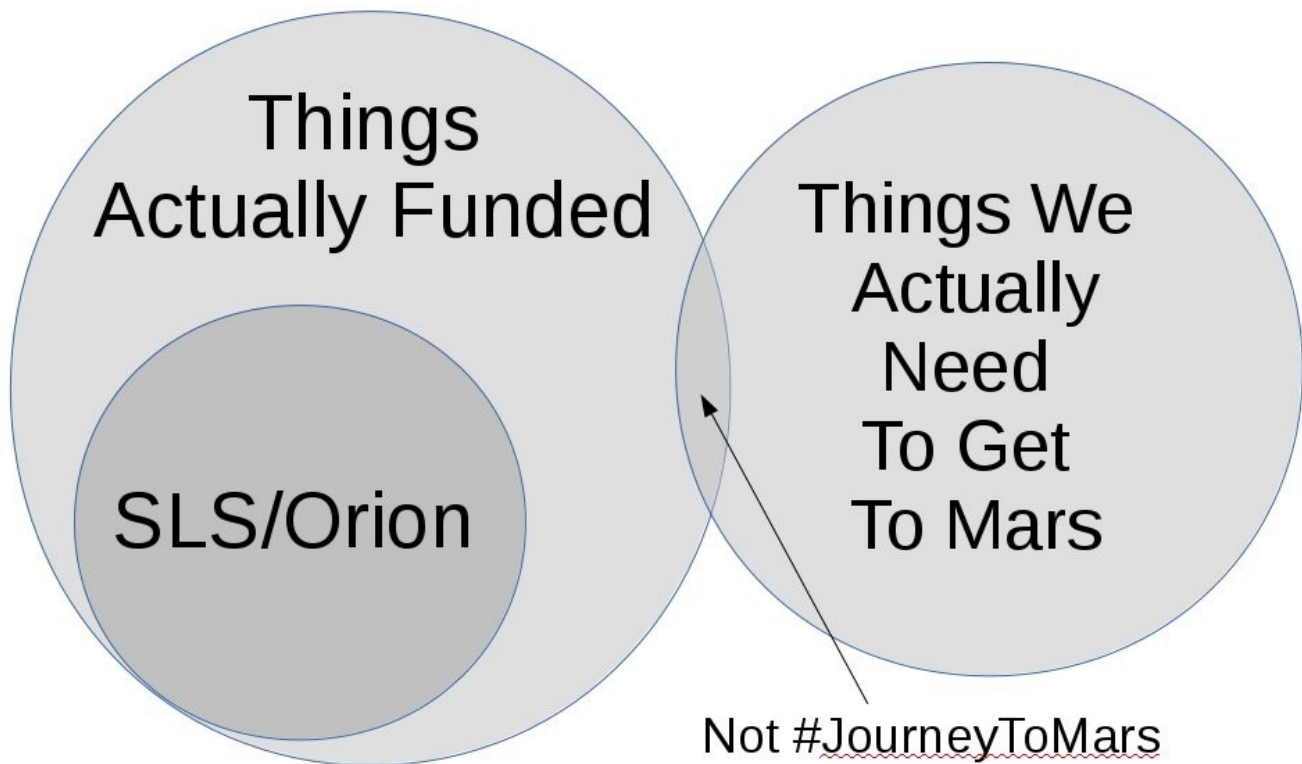 Things
Actually Funded
SLS/Orion
Things We
Actually
Need
To Get
To Mars
Not #JourneyToMars